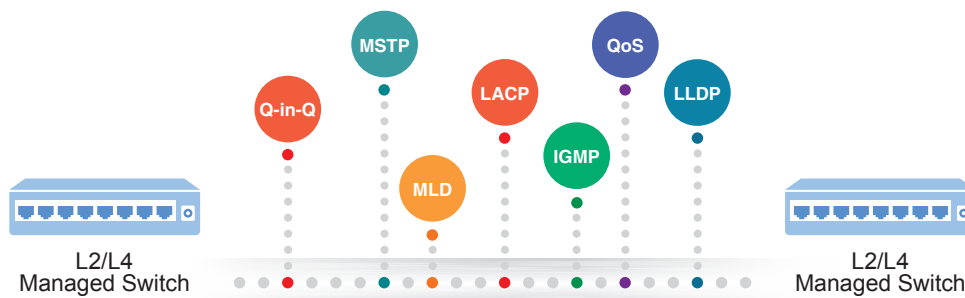 MSTP
QoS
Q-in-Q
LACP
LLDP
IGMP
MLD
L2/L4
Managed Switch
L2/L4
Managed Switch